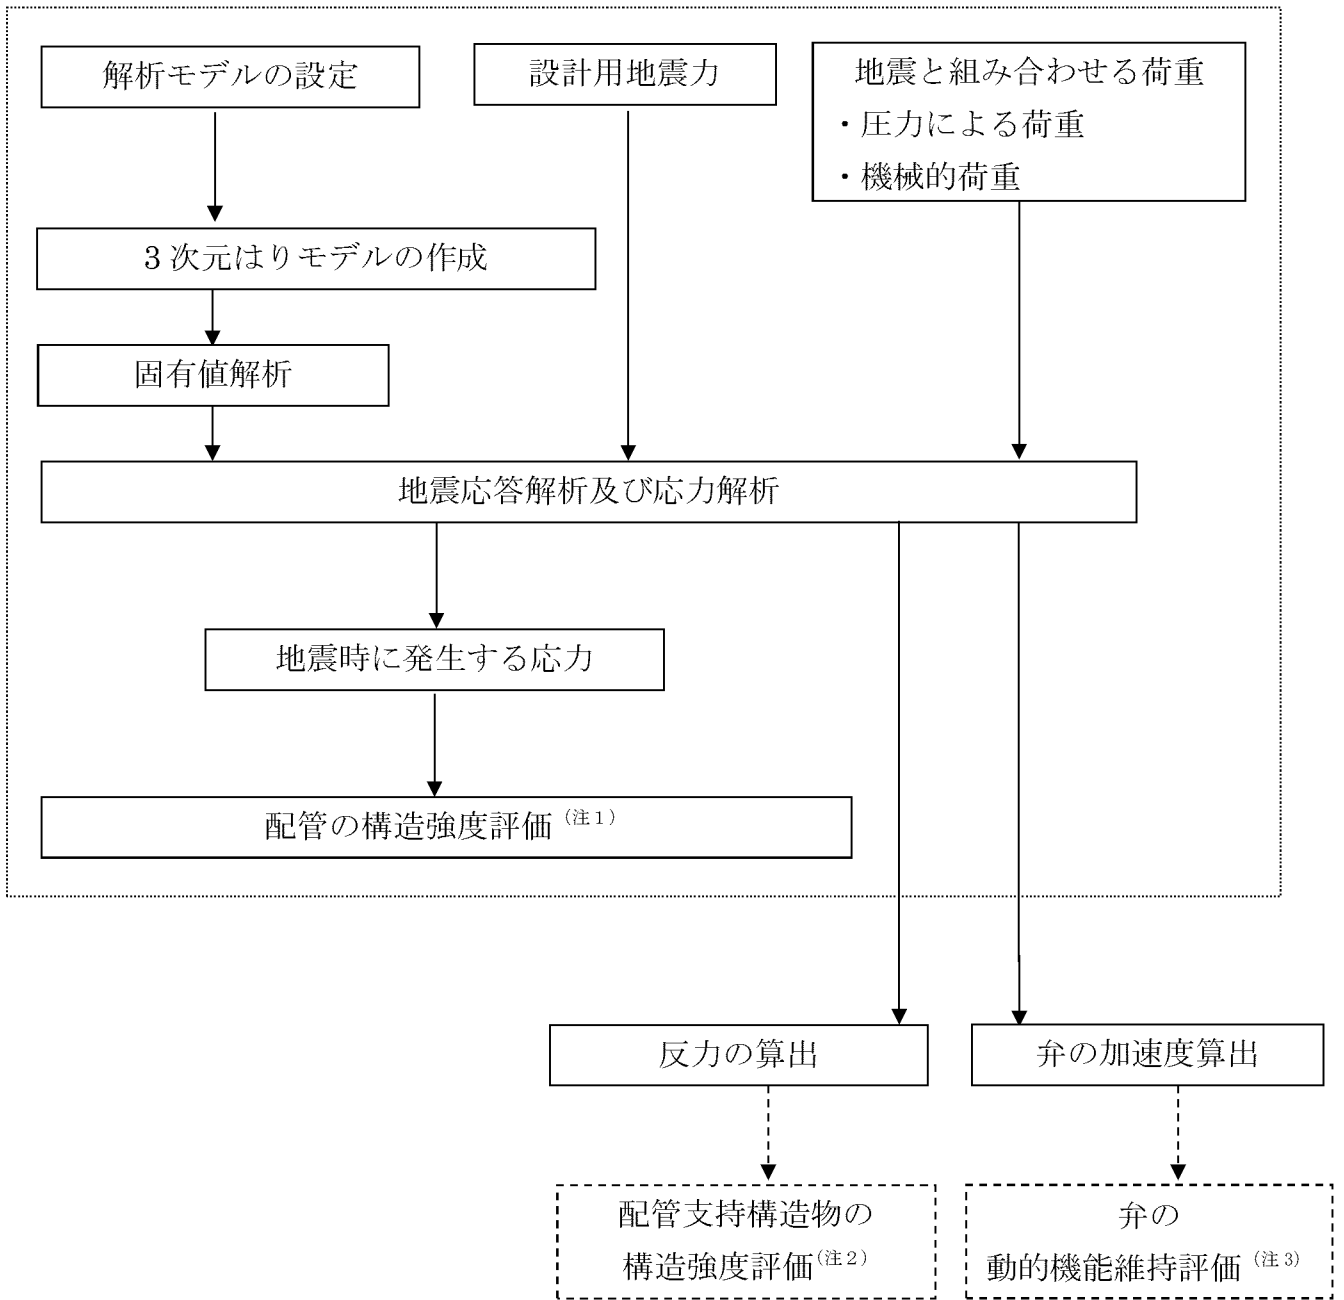 解析モデルの設定
設計用地震力
地震と組み合わせる荷重
・圧力による荷重
・機械的荷重
３次元はりモデルの作成
固有値解析
地震応答解析及び応力解析
地震時に発生する応力
配管の構造強度評価（注１）
反力の算出
弁の加速度算出
配管支持構造物の
構造強度評価（注２）
弁の
動的機能維持評価（注３）